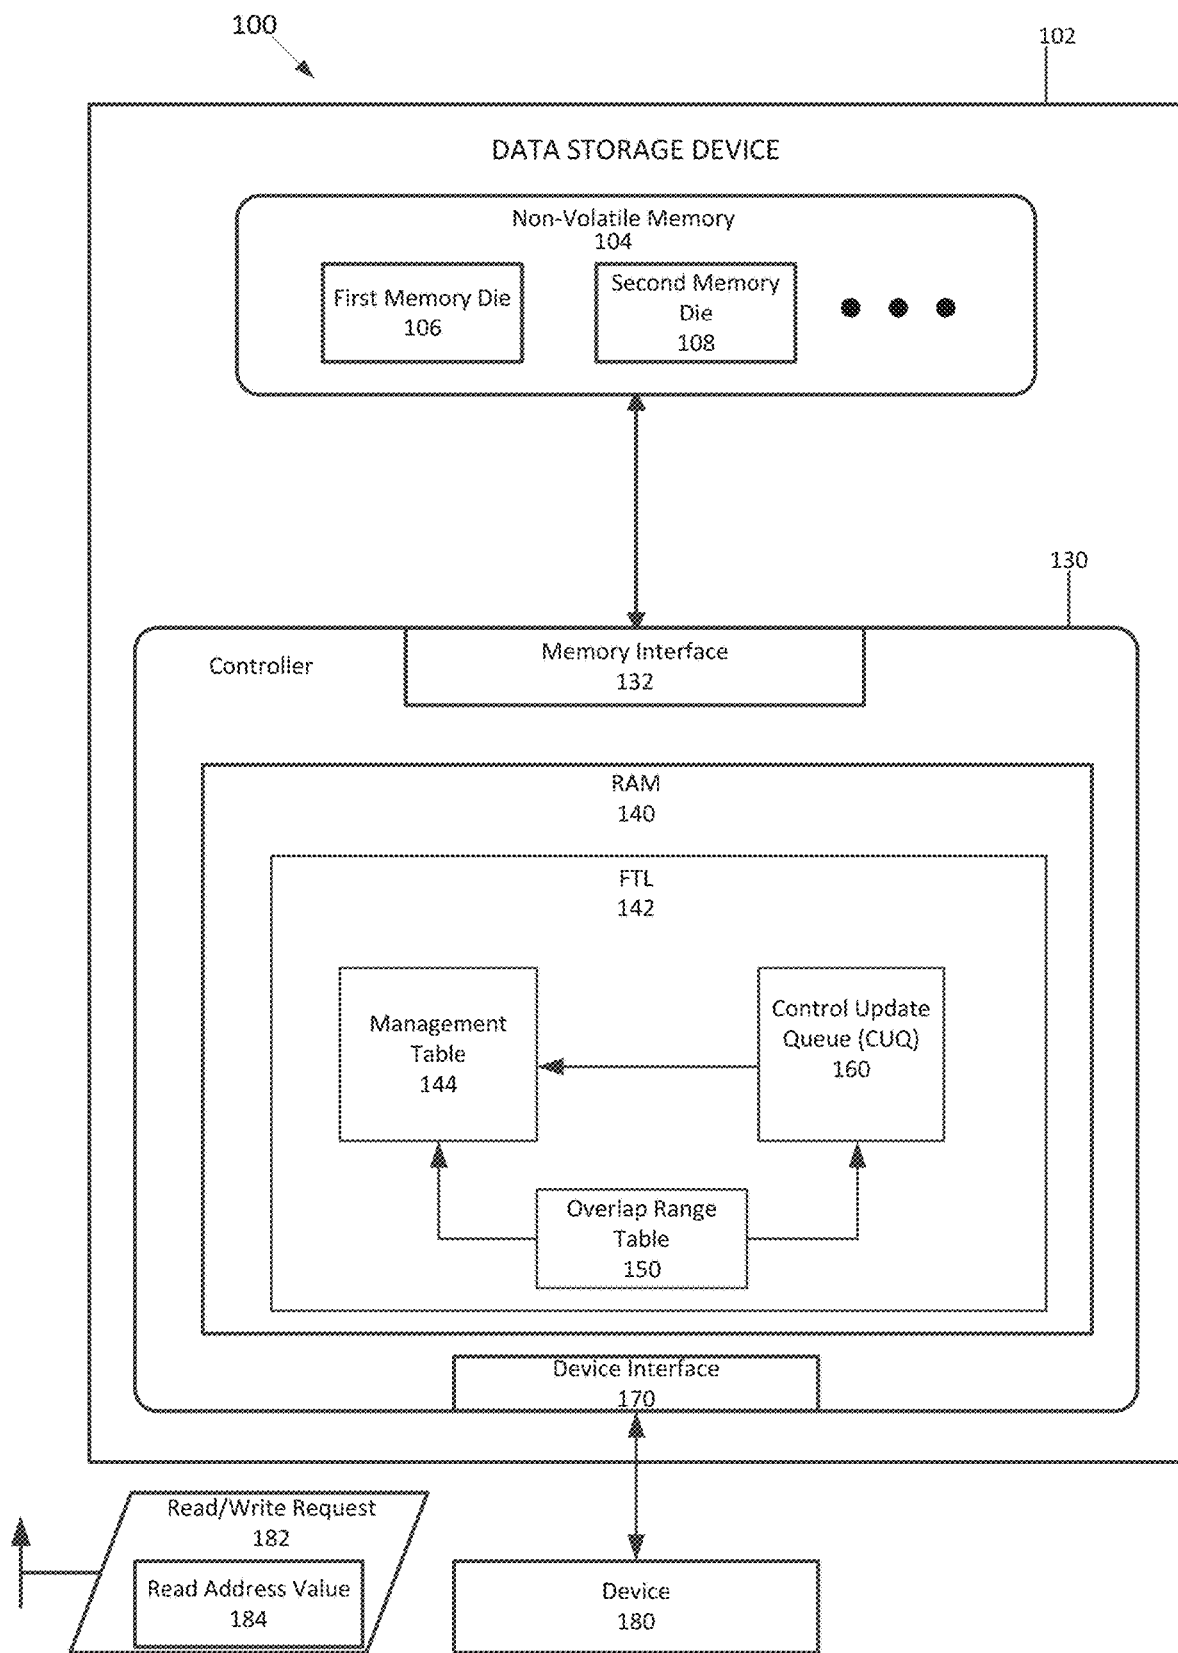 100
102
DATA STORAGE DEVICE
Non-Volatile Memory
104
First Memory Die
106
Second Memory
Die
108
130
Controller
Memory Interface
132
RAM
140
FTL
142
Management
Table
144
Control Update
Queue (CUQ)
160
Overlap Range
Table
150
Device Interface
170
Read/Write Request
182
Read Address Value
184
Device
180